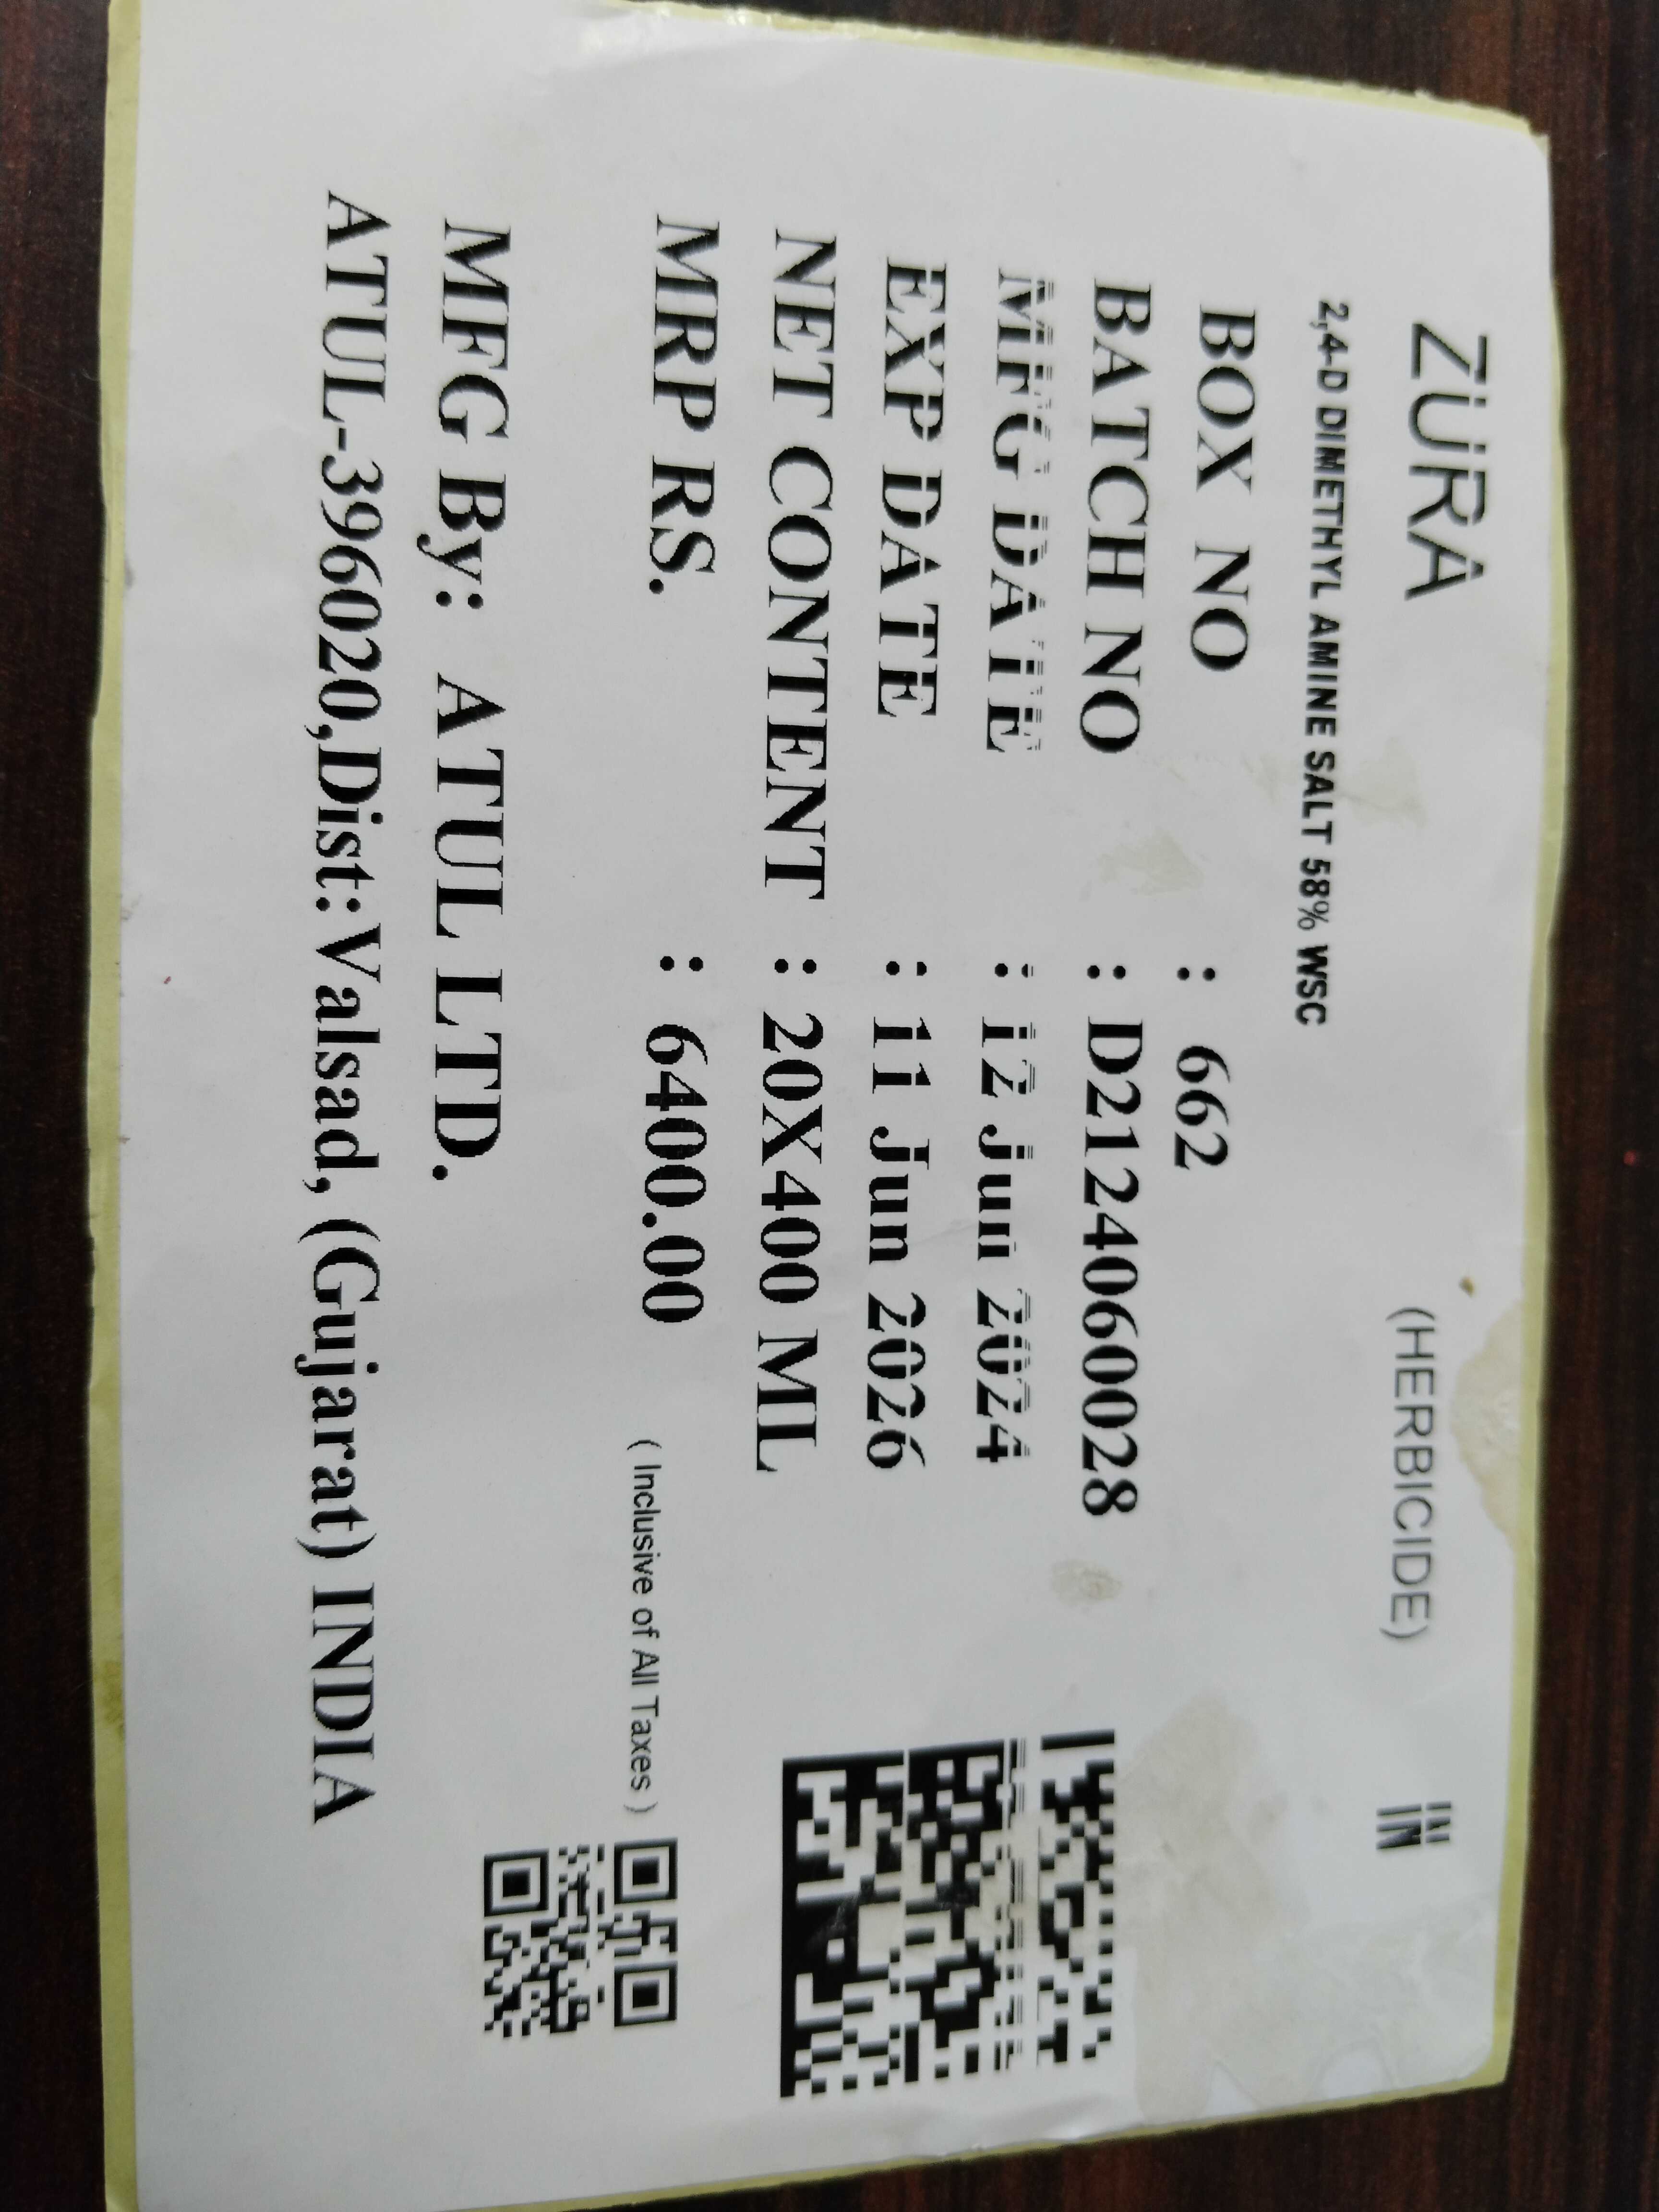 ZURA (HERBICIDE) IN
2,4-D DIMETHYL AMINE SALT 58% WSC
BOX NO : 662
BATCH NO : D2124060028
MFG DATE : 12 Jun 2024
EXP DATE : 11 Jun 2026
NET CONTENT : 20X400 ML
MRP RS. : 6400.00 ( Inclusive of All Taxes )
MFG By: ATUL LTD.
ATUL-396020,Dist:Valsad, (Gujarat) INDIA